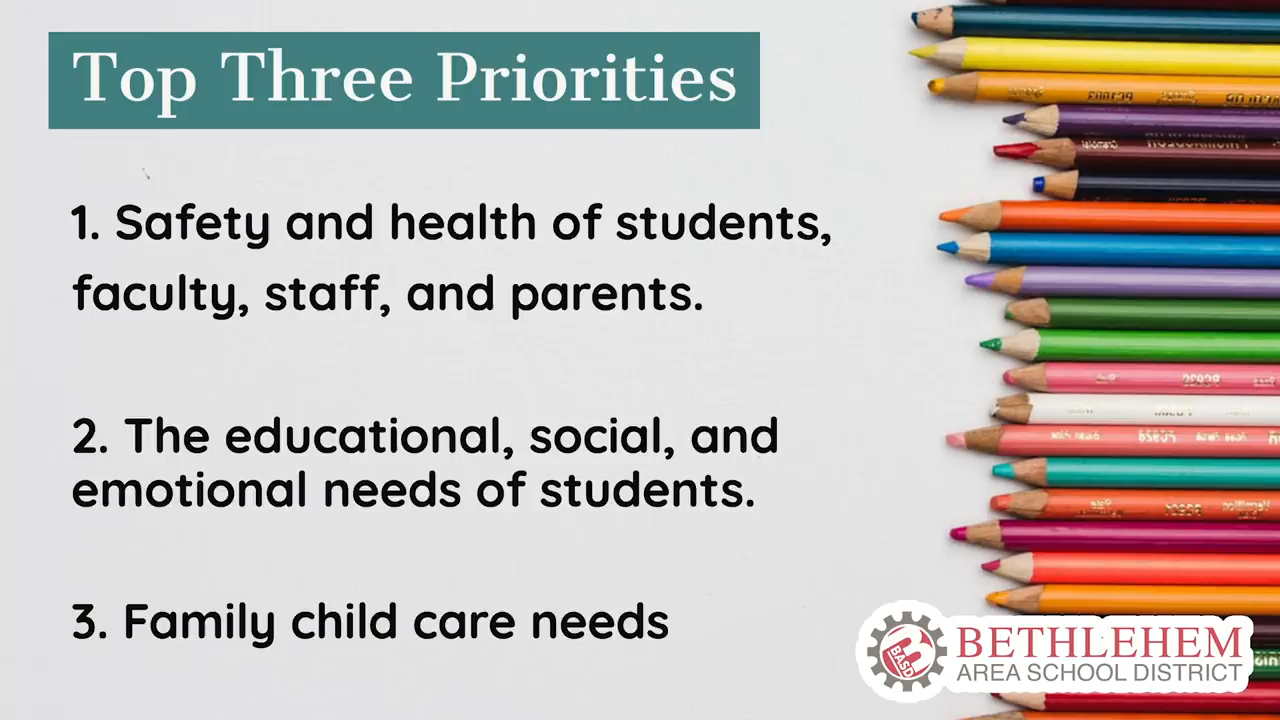 Top Three Priorities
1. Safety and health of students,
faculty, staff, and parents.
2. The educational, social, and
emotional needs of students.
3. Family child care needs
BASD
BETHLEHEM
AREA SCHOOL DISTRICT